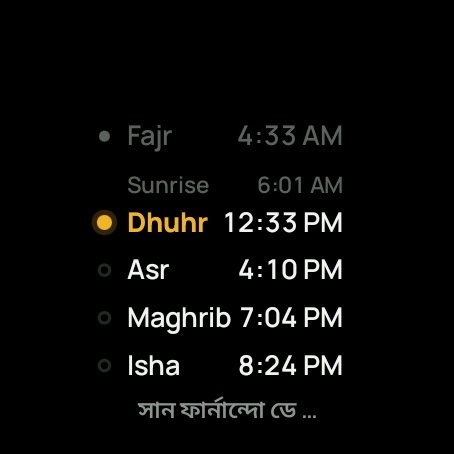 Fajr 4:33 AM
Sunrise 6:01 AM
Dhuhr 12:33 PM
Asr 4:10 PM
Maghrib 7:04 PM
Isha 8:24 PM
সান ফার্নান্দো ডে ...